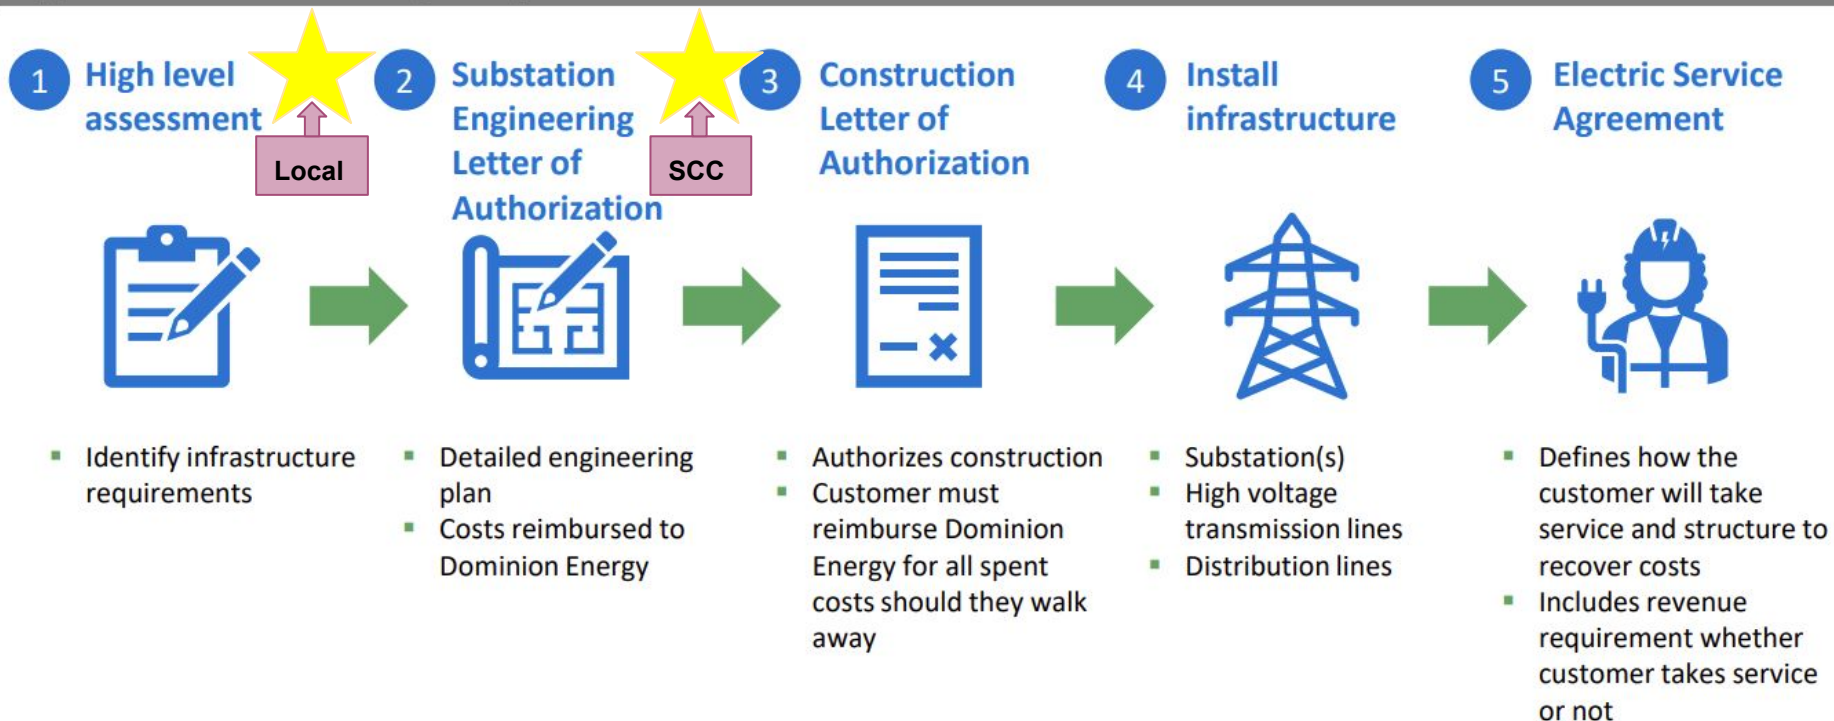 1 High level
assessment
Local
2 Substation
Engineering
Letter of
Authorization
SCC
3 Construction
Letter of
Authorization
4 Install
infrastructure
5 Electric Service
Agreement
▪ Identify infrastructure
requirements
▪ Detailed engineering
plan
▪ Costs reimbursed to
Dominion Energy
▪ Authorizes construction
▪ Customer must
reimburse Dominion
Energy for all spent
costs should they walk
away
▪ Substation(s)
▪ High voltage
transmission lines
▪ Distribution lines
▪ Defines how the
customer will take
service and structure to
recover costs
▪ Includes revenue
requirement whether
customer takes service
or not